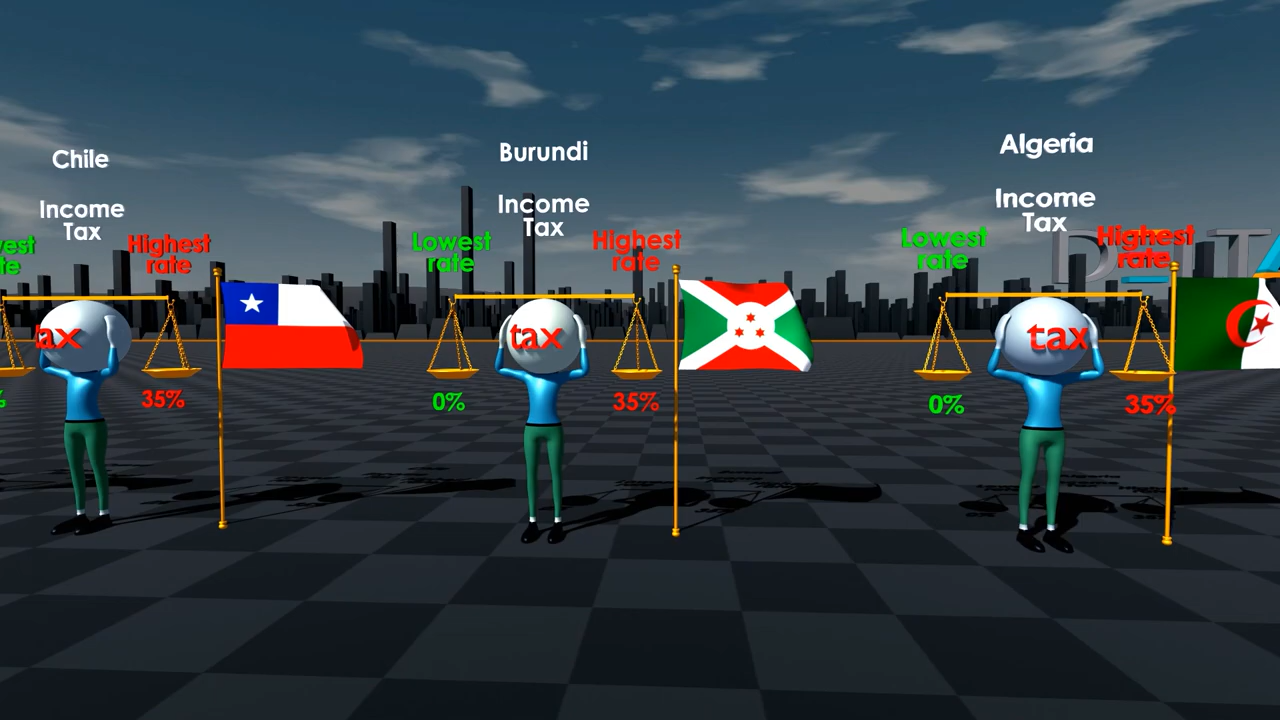 Chile
Income
Tax
Highest
rate
tax
35%
Burundi
Income
Tax
Lowest
rate
Highest
rate
tax
0%
35%
Algeria
Income
Tax
Lowest
rate
Highest
rate
tax
0%
35%